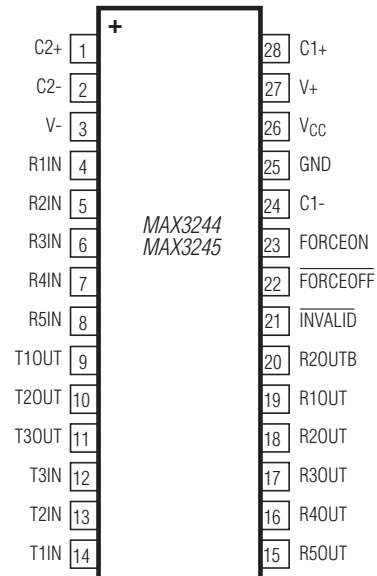 +
C2+ 1 28 C1+
C2- 2 27 V+
V- 3 26 VCC
R1IN 4 25 GND
R2IN 5 24 C1-
MAX3244
MAX3245
R3IN 6 23 FORCEON
R4IN 7 22 FORCEOFF
R5IN 8 21 INVALID
T1OUT 9 20 R2OUTB
T2OUT 10 19 R1OUT
T3OUT 11 18 R2OUT
T3IN 12 17 R3OUT
T2IN 13 16 R4OUT
T1IN 14 15 R5OUT